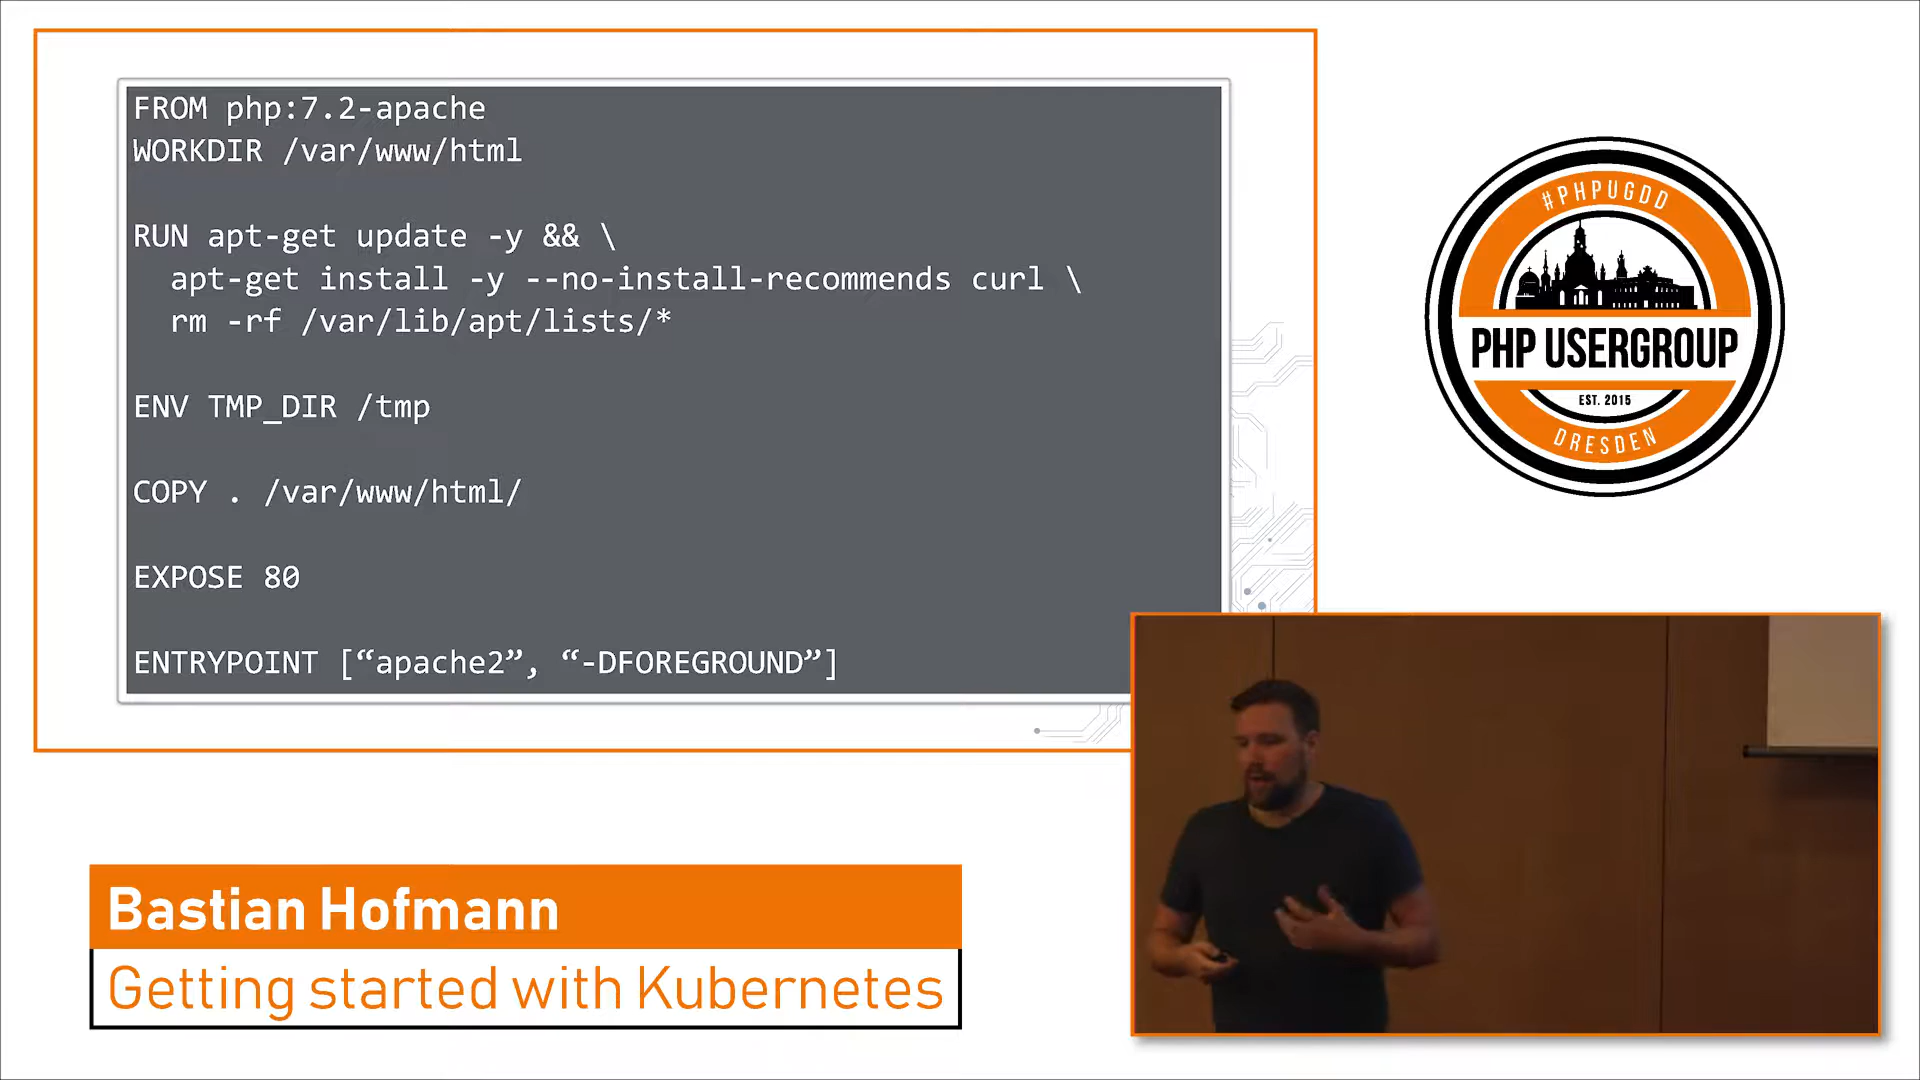 FROM php:7.2-apache
WORKDIR /var/www/html
RUN apt-get update -y && \
apt-get install -y --no-install-recommends curl \
rm -rf /var/lib/apt/lists/*
ENV TMP_DIR /tmp
COPY . /var/www/html/
EXPOSE 80
ENTRYPOINT [“apache2”, “-DFOREGROUND”]
#PHPUGDD
PHP USERGROUP
EST. 2015
DRESDEN
Bastian Hofmann
Getting started with Kubernetes